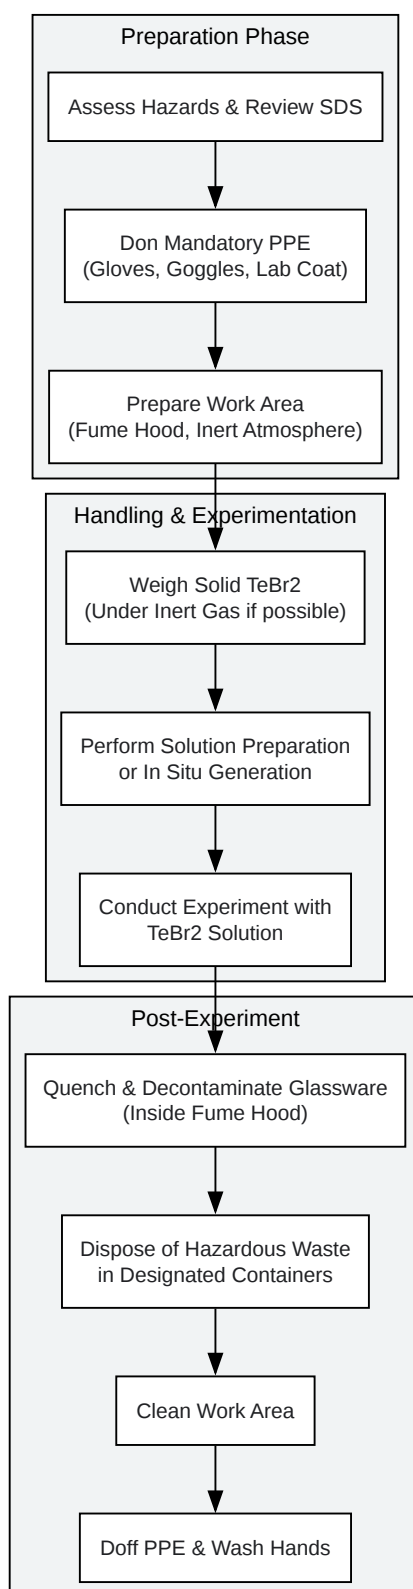 Preparation Phase
Assess Hazards & Review SDS
Don Mandatory PPE
(Gloves, Goggles, Lab Coat)
Prepare Work Area
(Fume Hood, Inert Atmosphere)
Handling & Experimentation
Weigh Solid TeBr2
(Under Inert Gas if possible)
Perform Solution Preparation
or In Situ Generation
Conduct Experiment with
TeBr2 Solution
Post-Experiment
Quench & Decontaminate Glassware
(Inside Fume Hood)
Dispose of Hazardous Waste
in Designated Containers
Clean Work Area
Doff PPE & Wash Hands